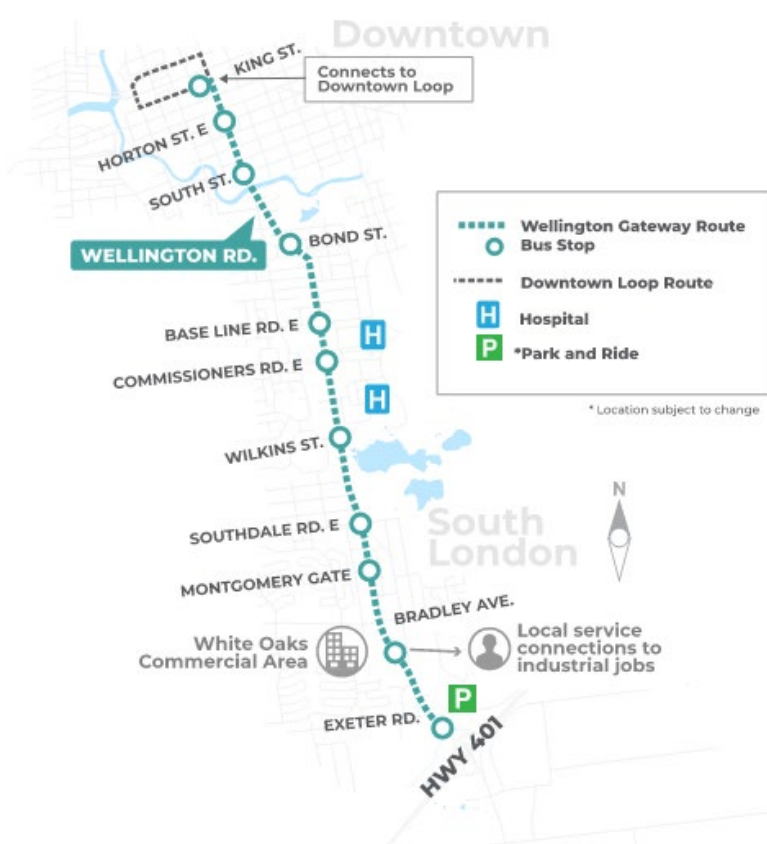 Downtown
KING ST.
Connects to
Downtown Loop
HORTON ST. E
SOUTH ST.
WELLINGTON RD.
BOND ST.
Wellington Gateway Route
Bus Stop
Downtown Loop Route
H
Hospital
P
*Park and Ride
* Location subject to change
BASE LINE RD. E
H
COMMISSIONERS RD. E
H
WILKINS ST.
N
South
London
SOUTHDALE RD. E
MONTGOMERY GATE
BRADLEY AVE.
White Oaks
Commercial Area
Local service
connections to
industrial jobs
P
EXETER RD.
HWY 401